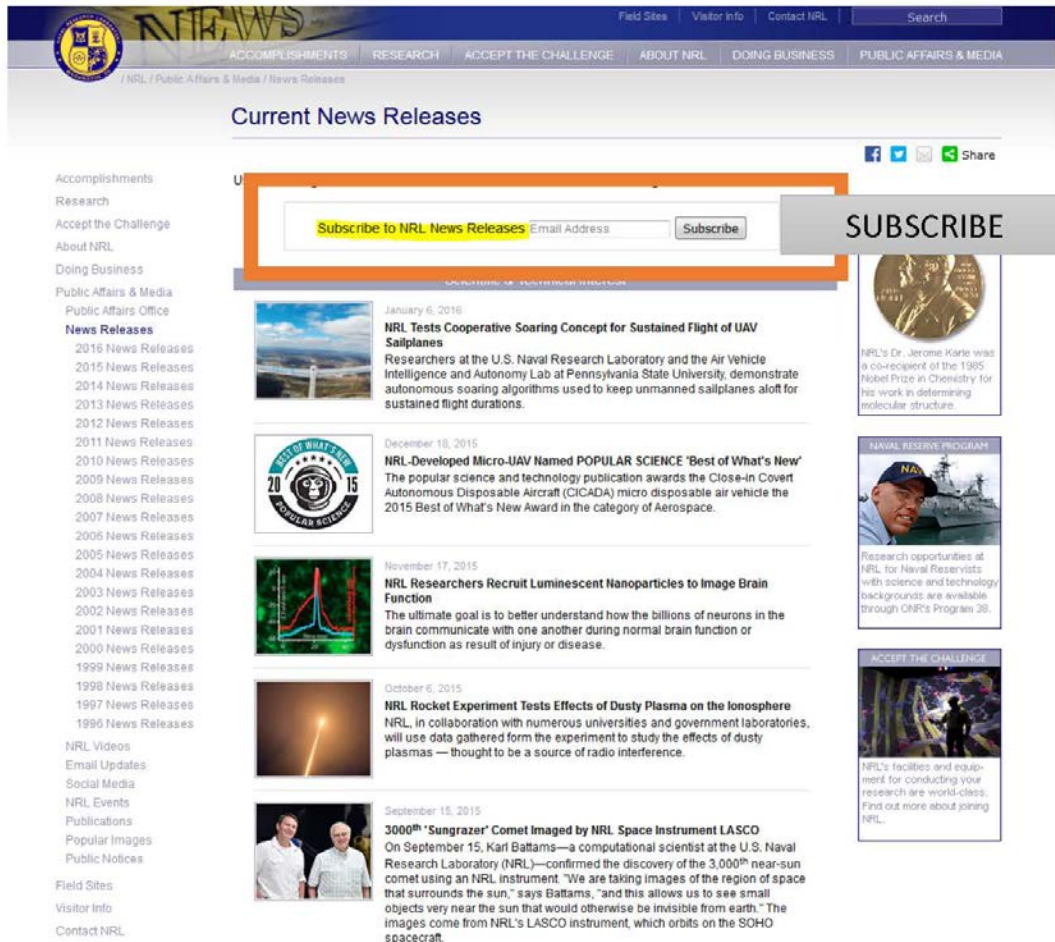 NEWS
Field Sites | Visitor Info | Contact NRL
Search
ACCOMPLISHMENTS
RESEARCH
ACCEPT THE CHALLENGE
ABOUT NRL
DOING BUSINESS
PUBLIC AFFAIRS & MEDIA
/ NRL / Public Affairs & Media / News Releases
Current News Releases
Share
Accomplishments
Research
Accept the Challenge
About NRL
Doing Business
Public Affairs & Media
Public Affairs Office
News Releases
2016 News Releases
2015 News Releases
2014 News Releases
2013 News Releases
2012 News Releases
2011 News Releases
2010 News Releases
2009 News Releases
2008 News Releases
2007 News Releases
2006 News Releases
2005 News Releases
2004 News Releases
2003 News Releases
2002 News Releases
2001 News Releases
2000 News Releases
1999 News Releases
1998 News Releases
1997 News Releases
1996 News Releases
NRL Videos
Email Updates
Social Media
NRL Events
Publications
Popular Images
Public Notices
Field Sites
Visitor Info
Contact NRL
Subscribe to NRL News Releases Email Address Subscribe
SUBSCRIBE
Scientific & Technical Interest
January 6, 2016
NRL Tests Cooperative Soaring Concept for Sustained Flight of UAV
Sailplanes
Researchers at the U.S. Naval Research Laboratory and the Air Vehicle
Intelligence and Autonomy Lab at Pennsylvania State University, demonstrate
autonomous soaring algorithms used to keep unmanned sailplanes aloft for
sustained flight durations.
BEST OF WHAT'S NEW
20 15
POPULAR SCIENCE
December 18, 2015
NRL-Developed Micro-UAV Named POPULAR SCIENCE 'Best of What's New'
The popular science and technology publication awards the Close-in Covert
Autonomous Disposable Aircraft (CICADA) micro disposable air vehicle the
2015 Best of What's New Award in the category of Aerospace.
November 17, 2015
NRL Researchers Recruit Luminescent Nanoparticles to Image Brain
Function
The ultimate goal is to better understand how the billions of neurons in the
brain communicate with one another during normal brain function or
dysfunction as result of injury or disease.
October 6, 2015
NRL Rocket Experiment Tests Effects of Dusty Plasma on the Ionosphere
NRL, in collaboration with numerous universities and government laboratories,
will use data gathered form the experiment to study the effects of dusty
plasmas — thought to be a source of radio interference.
September 15, 2015
3000th 'Sungrazer' Comet Imaged by NRL Space Instrument LASCO
On September 15, Karl Battams—a computational scientist at the U.S. Naval
Research Laboratory (NRL)—confirmed the discovery of the 3,000th near-sun
comet using an NRL instrument. "We are taking images of the region of space
that surrounds the sun," says Battams, "and this allows us to see small
objects very near the sun that would otherwise be invisible from earth." The
images come from NRL's LASCO instrument, which orbits on the SOHO
spacecraft.
NRL's Dr. Jerome Karle was
a co-recipient of the 1985
Nobel Prize in Chemistry for
his work in determining
molecular structure.
NAVAL RESERVE PROGRAM
NAV
Research opportunities at
NRL for Naval Reservists
with science and technology
backgrounds are available
through ONR's Program 38.
ACCEPT THE CHALLENGE
NRL's facilities and equip-
ment for conducting your
research are world-class.
Find out more about joining
NRL.